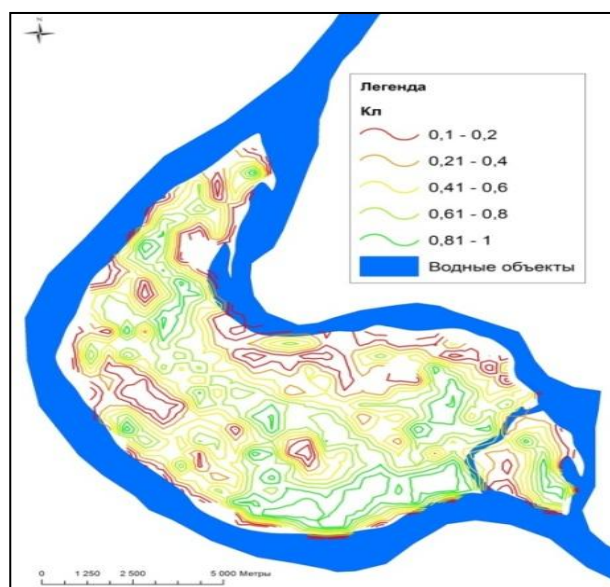 Легенда
Кл
0,1 - 0,2
0,21 - 0,4
0,41 - 0,6
0,61 - 0,8
0,81 - 1
Водные объекты
0 1 250 2 500 5 000 Метры